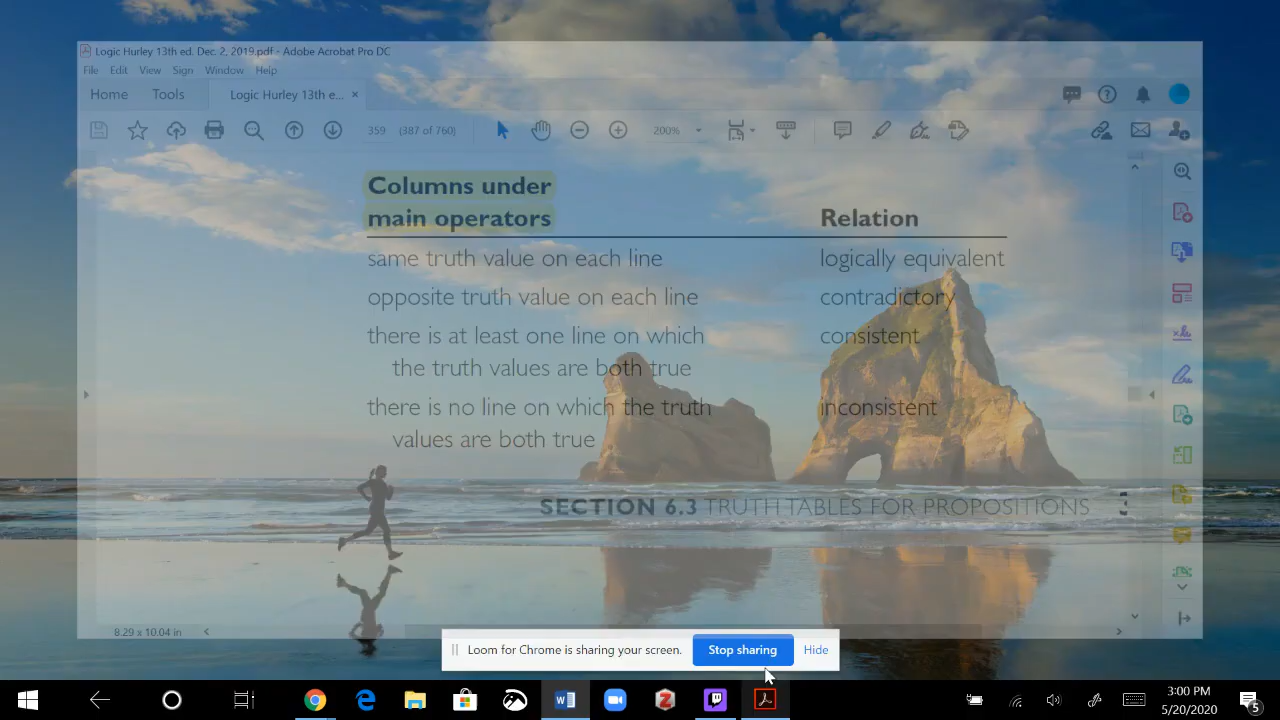 Logic Hurley 13th ed. Dec. 2, 2019.pdf - Adobe Acrobat Pro DC
File Edit View Sign Window Help
Home Tools Logic Hurley 13th e... ×
359 (387 of 760) 200%
Columns under
main operators Relation
same truth value on each line logically equivalent
opposite truth value on each line contradictory
there is at least one line on which consistent
the truth values are both true
there is no line on which the truth inconsistent
values are both true
SECTION 6.3 TRUTH TABLES FOR PROPOSITIONS
8.29 x 10.04 in
Loom for Chrome is sharing your screen. Stop sharing Hide
3:00 PM
5/20/2020 5